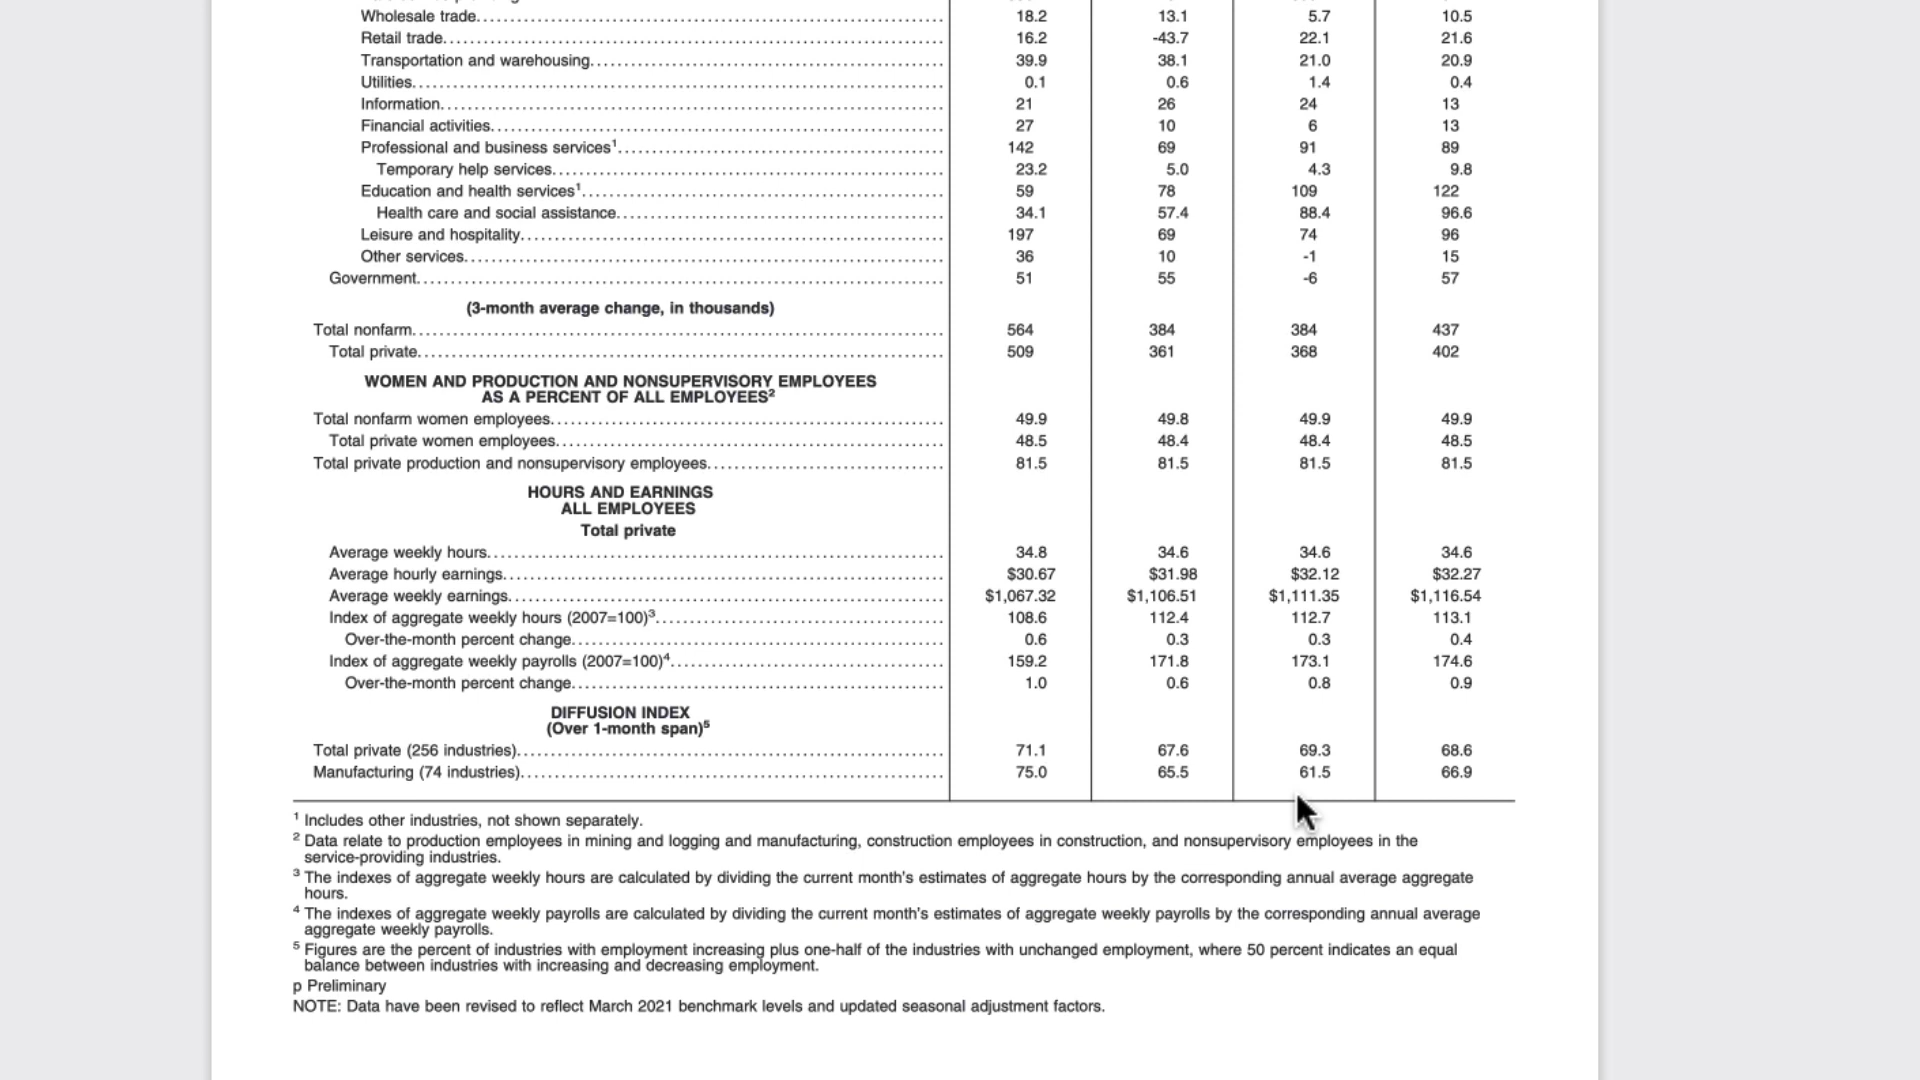 Wholesale trade 18.2 13.1 5.7 10.5
Retail trade 16.2 -43.7 22.1 21.6
Transportation and warehousing 39.9 38.1 21.0 20.9
Utilities 0.1 0.6 1.4 0.4
Information 21 26 24 13
Financial activities 27 10 6 13
Professional and business services¹ 142 69 91 89
Temporary help services 23.2 5.0 4.3 9.8
Education and health services¹ 59 78 109 122
Health care and social assistance 34.1 57.4 88.4 96.6
Leisure and hospitality 197 69 74 96
Other services 36 10 -1 15
Government 51 55 -6 57
(3-month average change, in thousands)
Total nonfarm 564 384 384 437
Total private 509 361 368 402
WOMEN AND PRODUCTION AND NONSUPERVISORY EMPLOYEES
AS A PERCENT OF ALL EMPLOYEES²
Total nonfarm women employees 49.9 49.8 49.9 49.9
Total private women employees 48.5 48.4 48.4 48.5
Total private production and nonsupervisory employees 81.5 81.5 81.5 81.5
HOURS AND EARNINGS
ALL EMPLOYEES
Total private
Average weekly hours 34.8 34.6 34.6 34.6
Average hourly earnings $30.67 $31.98 $32.12 $32.27
Average weekly earnings $1,067.32 $1,106.51 $1,111.35 $1,116.54
Index of aggregate weekly hours (2007=100)³ 108.6 112.4 112.7 113.1
Over-the-month percent change 0.6 0.3 0.3 0.4
Index of aggregate weekly payrolls (2007=100)⁴ 159.2 171.8 173.1 174.6
Over-the-month percent change 1.0 0.6 0.8 0.9
DIFFUSION INDEX
(Over 1-month span)⁵
Total private (256 industries) 71.1 67.6 69.3 68.6
Manufacturing (74 industries) 75.0 65.5 61.5 66.9
¹ Includes other industries, not shown separately.
² Data relate to production employees in mining and logging and manufacturing, construction employees in construction, and nonsupervisory employees in the
service-providing industries.
³ The indexes of aggregate weekly hours are calculated by dividing the current month's estimates of aggregate hours by the corresponding annual average aggregate
hours.
⁴ The indexes of aggregate weekly payrolls are calculated by dividing the current month's estimates of aggregate weekly payrolls by the corresponding annual average
aggregate weekly payrolls.
⁵ Figures are the percent of industries with employment increasing plus one-half of the industries with unchanged employment, where 50 percent indicates an equal
balance between industries with increasing and decreasing employment.
p Preliminary
NOTE: Data have been revised to reflect March 2021 benchmark levels and updated seasonal adjustment factors.